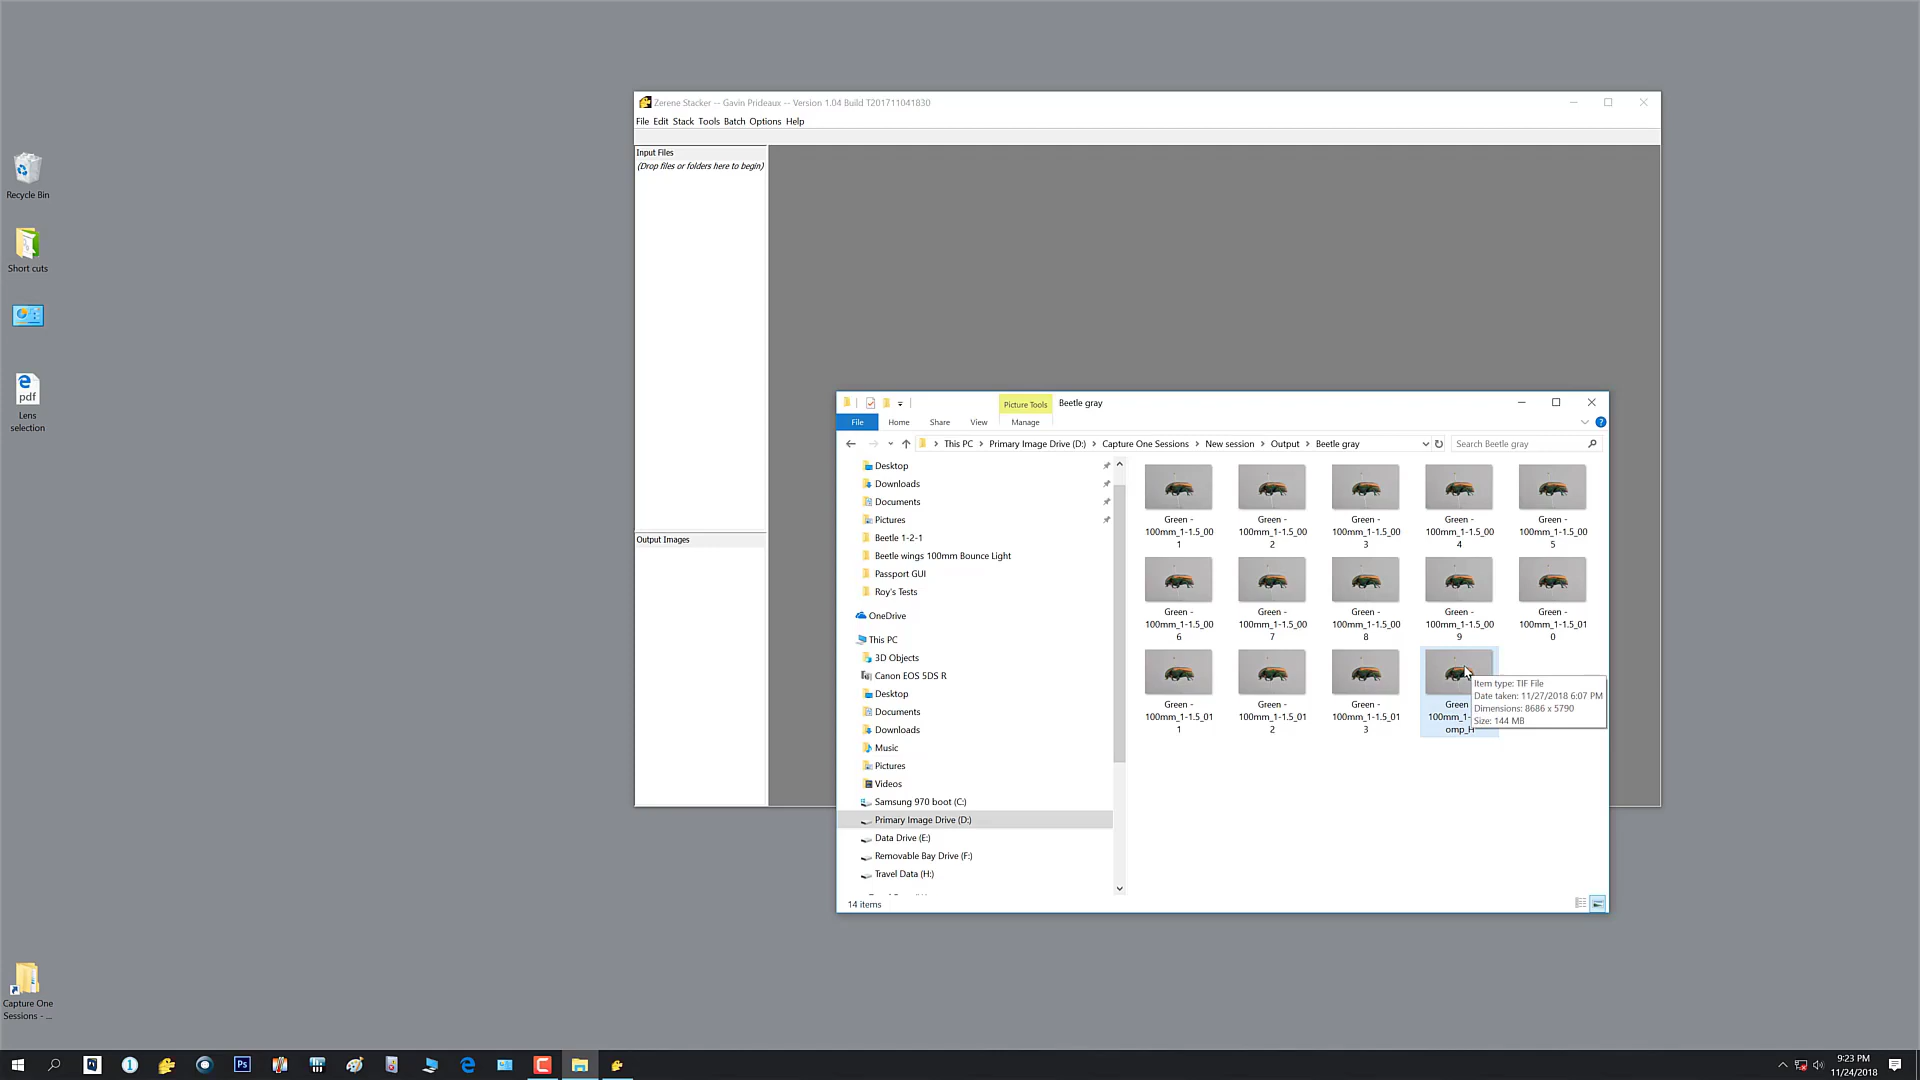 Recycle Bin
Short cuts
pdf
Lens
selection
Capture One
Sessions - ...
Zerene Stacker -- Gavin Prideaux -- Version 1.04 Build T201711041830
File Edit Stack Tools Batch Options Help
Input Files
(Drop files or folders here to begin)
Output Images
Picture Tools
Beetle gray
File
Home
Share
View
Manage
This PC
Primary Image Drive (D:)
Capture One Sessions
New session
Output
Beetle gray
Search Beetle gray
Desktop
Downloads
Documents
Pictures
Beetle 1-2-1
Beetle wings 100mm Bounce Light
Passport GUI
Roy's Tests
OneDrive
This PC
3D Objects
Canon EOS 5DS R
Desktop
Documents
Downloads
Music
Pictures
Videos
Samsung 970 boot (C:)
Primary Image Drive (D:)
Data Drive (E:)
Removable Bay Drive (F:)
Travel Data (H:)
Green -
100mm_1-1.5_00
1
Green -
100mm_1-1.5_00
2
Green -
100mm_1-1.5_00
3
Green -
100mm_1-1.5_00
4
Green -
100mm_1-1.5_00
5
Green -
100mm_1-1.5_00
6
Green -
100mm_1-1.5_00
7
Green -
100mm_1-1.5_00
8
Green -
100mm_1-1.5_00
9
Green -
100mm_1-1.5_01
0
Green -
100mm_1-1.5_01
1
Green -
100mm_1-1.5_01
2
Green -
100mm_1-1.5_01
3
Green
100mm_1-
omp_H
Item type: TIF File
Date taken: 11/27/2018 6:07 PM
Dimensions: 8686 x 5790
Size: 144 MB
14 items
Ps
9:23 PM
11/24/2018